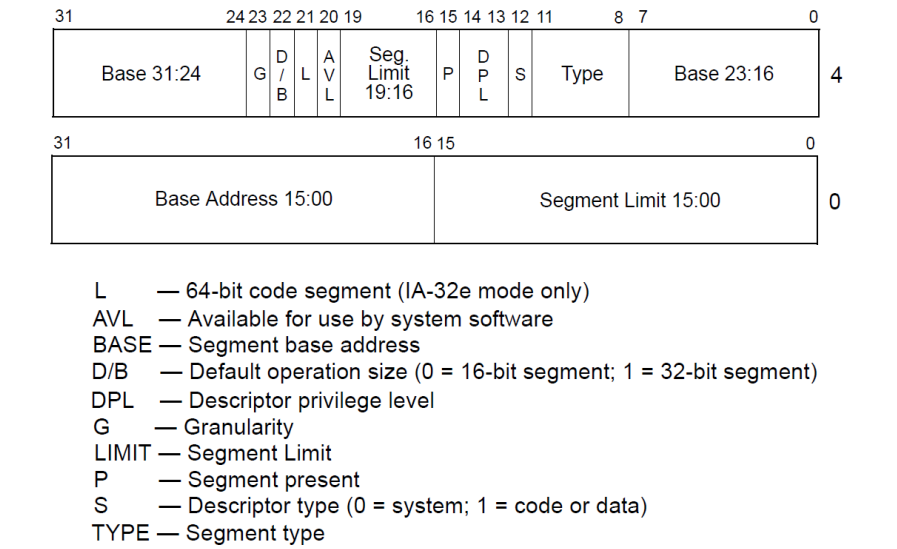 31 24 23 22 21 20 19 16 15 14 13 12 11 8 7 0
Base 31:24 G D/B L AVL Seg. Limit 19:16 P DPL S Type Base 23:16 4
31 16 15 0
Base Address 15:00 Segment Limit 15:00 0
L — 64-bit code segment (IA-32e mode only)
AVL — Available for use by system software
BASE — Segment base address
D/B — Default operation size (0 = 16-bit segment; 1 = 32-bit segment)
DPL — Descriptor privilege level
G — Granularity
LIMIT — Segment Limit
P — Segment present
S — Descriptor type (0 = system; 1 = code or data)
TYPE — Segment type